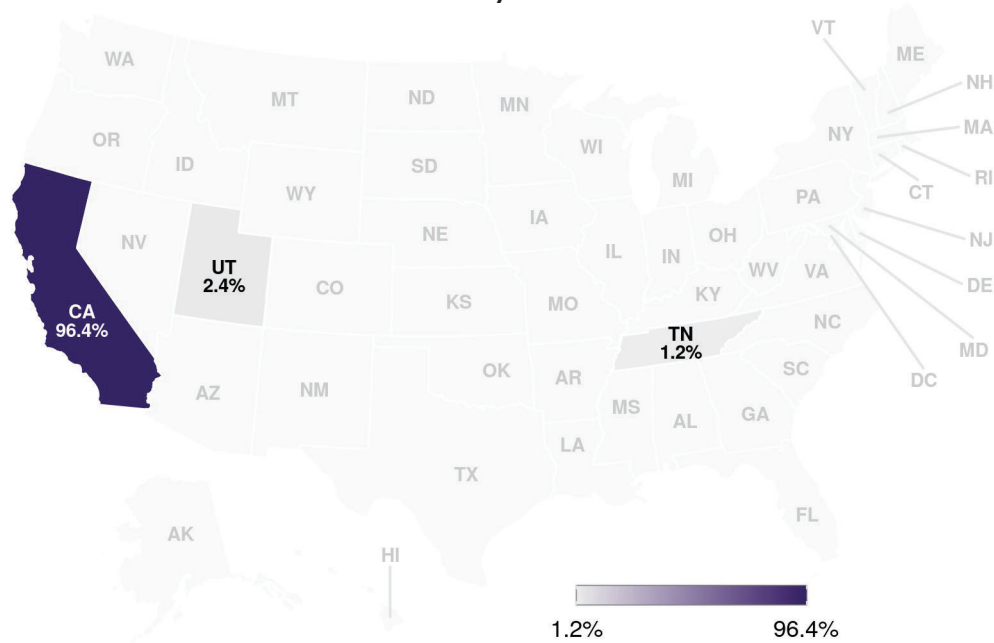 VT
WA
ME
MT
ND
MN
NH
OR
NY
MA
WI
ID
SD
RI
MI
CT
WY
PA
IA
NE
NV
OH
NJ
IL
IN
UT
2.4%
WV
VA
DE
CO
KS
KY
MO
CA
96.4%
TN
1.2%
NC
MD
OK
AR
SC
DC
AZ
NM
MS
AL
GA
LA
TX
FL
AK
HI
1.2%
96.4%